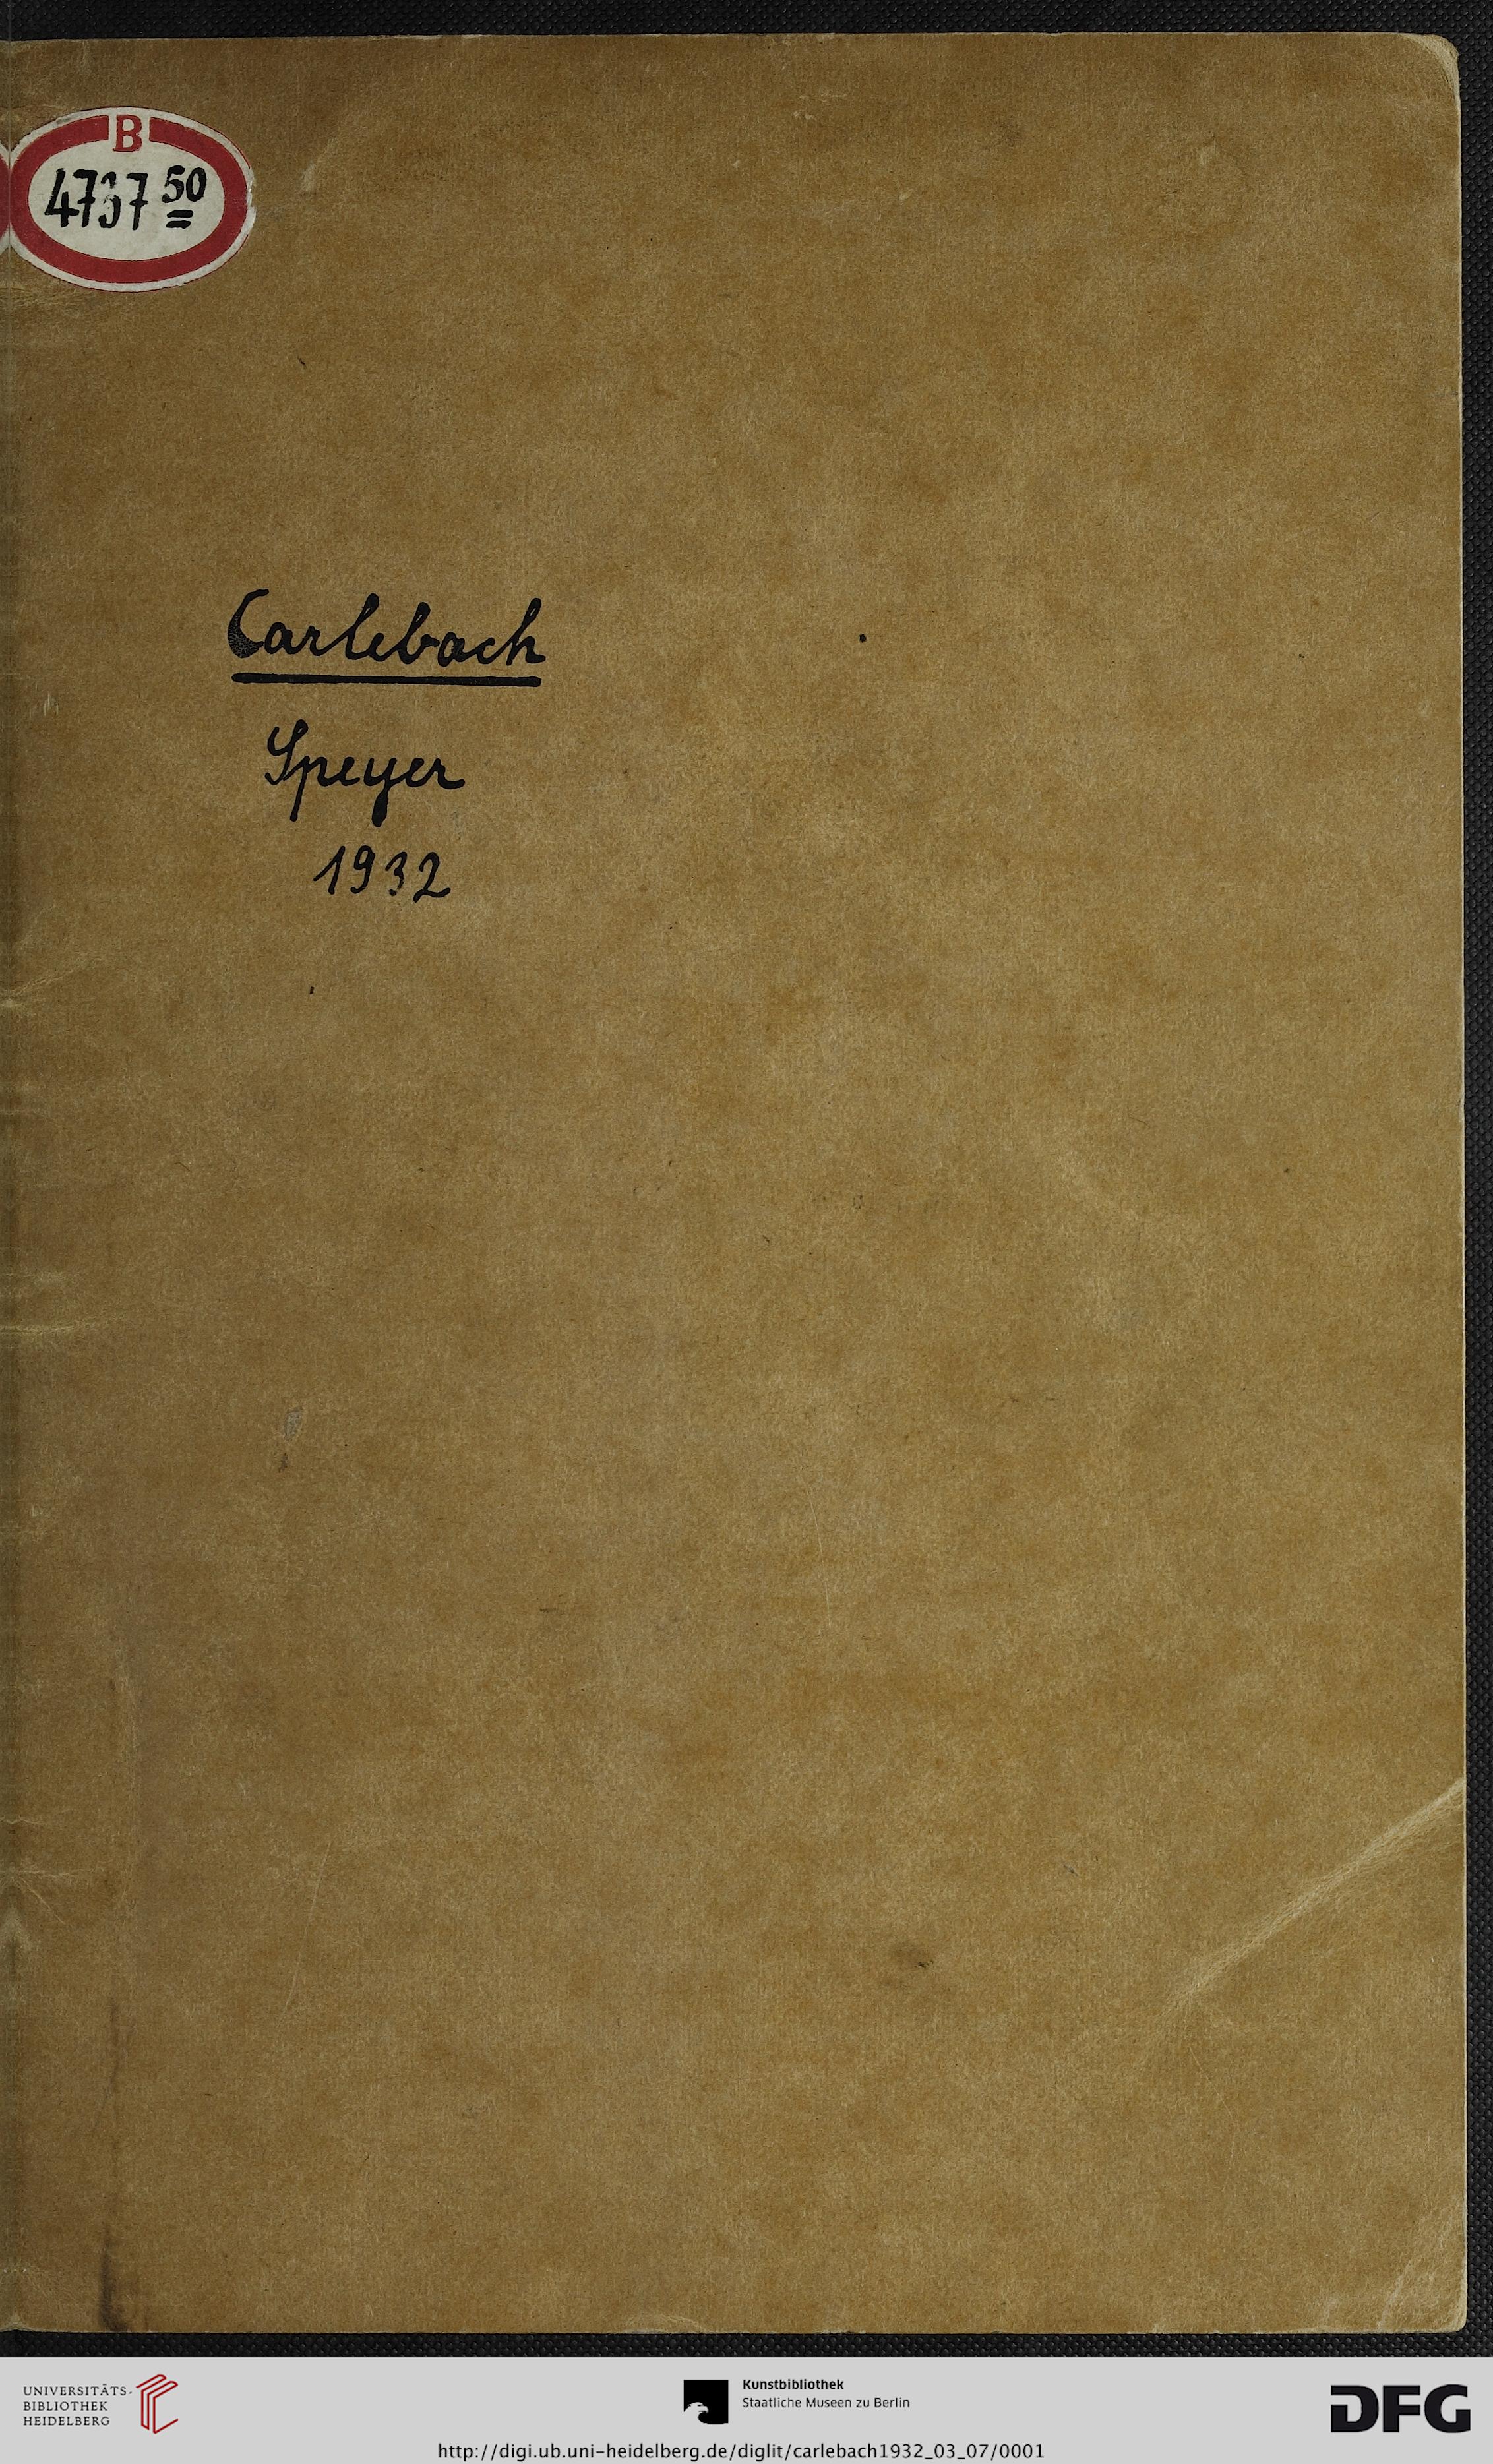 B
4737 50
Carlebach
Speyer
1932
UNIVERSITÄTS-
BIBLIOTHEK
HEIDELBERG
Kunstbibliothek
Staatliche Museen zu Berlin
DFG
http://digi.ub.uni-heidelberg.de/diglit/carlebach1932_03_07/0001